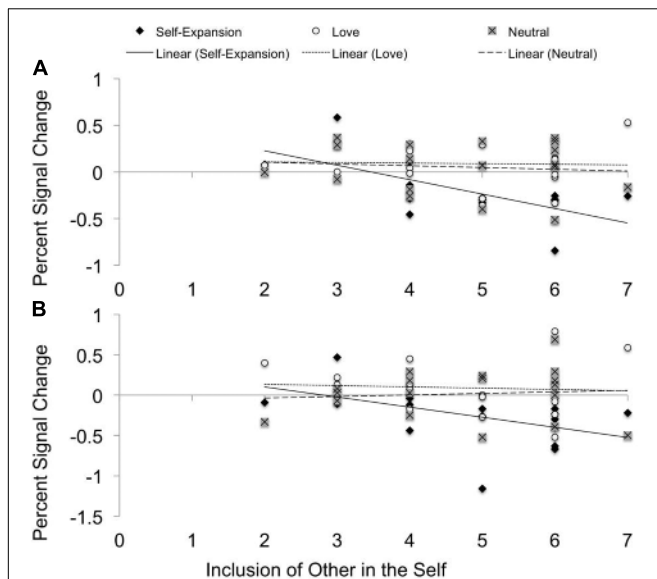 Self-Expansion Love Neutral
Linear (Self-Expansion) Linear (Love) Linear (Neutral)
A
Percent Signal Change
1
0.5
0
-0.5
-1
0 1 2 3 4 5 6 7
B
Percent Signal Change
1
0.5
0
-0.5
-1
-1.5
0 1 2 3 4 5 6 7
Inclusion of Other in the Self